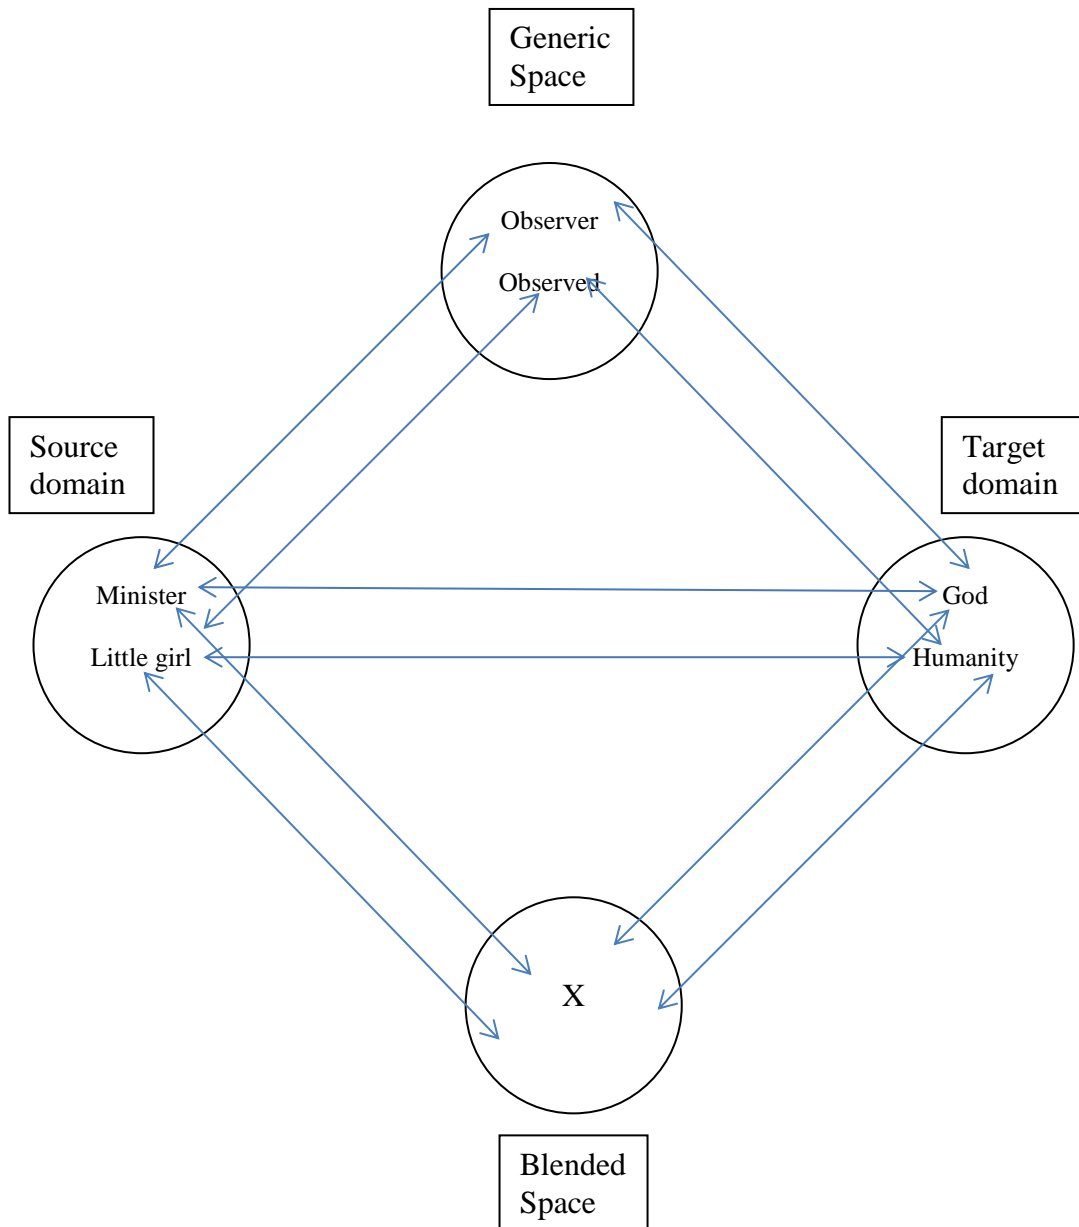 Generic
Space
Observer
Observed
Source
domain
Target
domain
Minister
God
Little girl
Humanity
X
Blended
Space